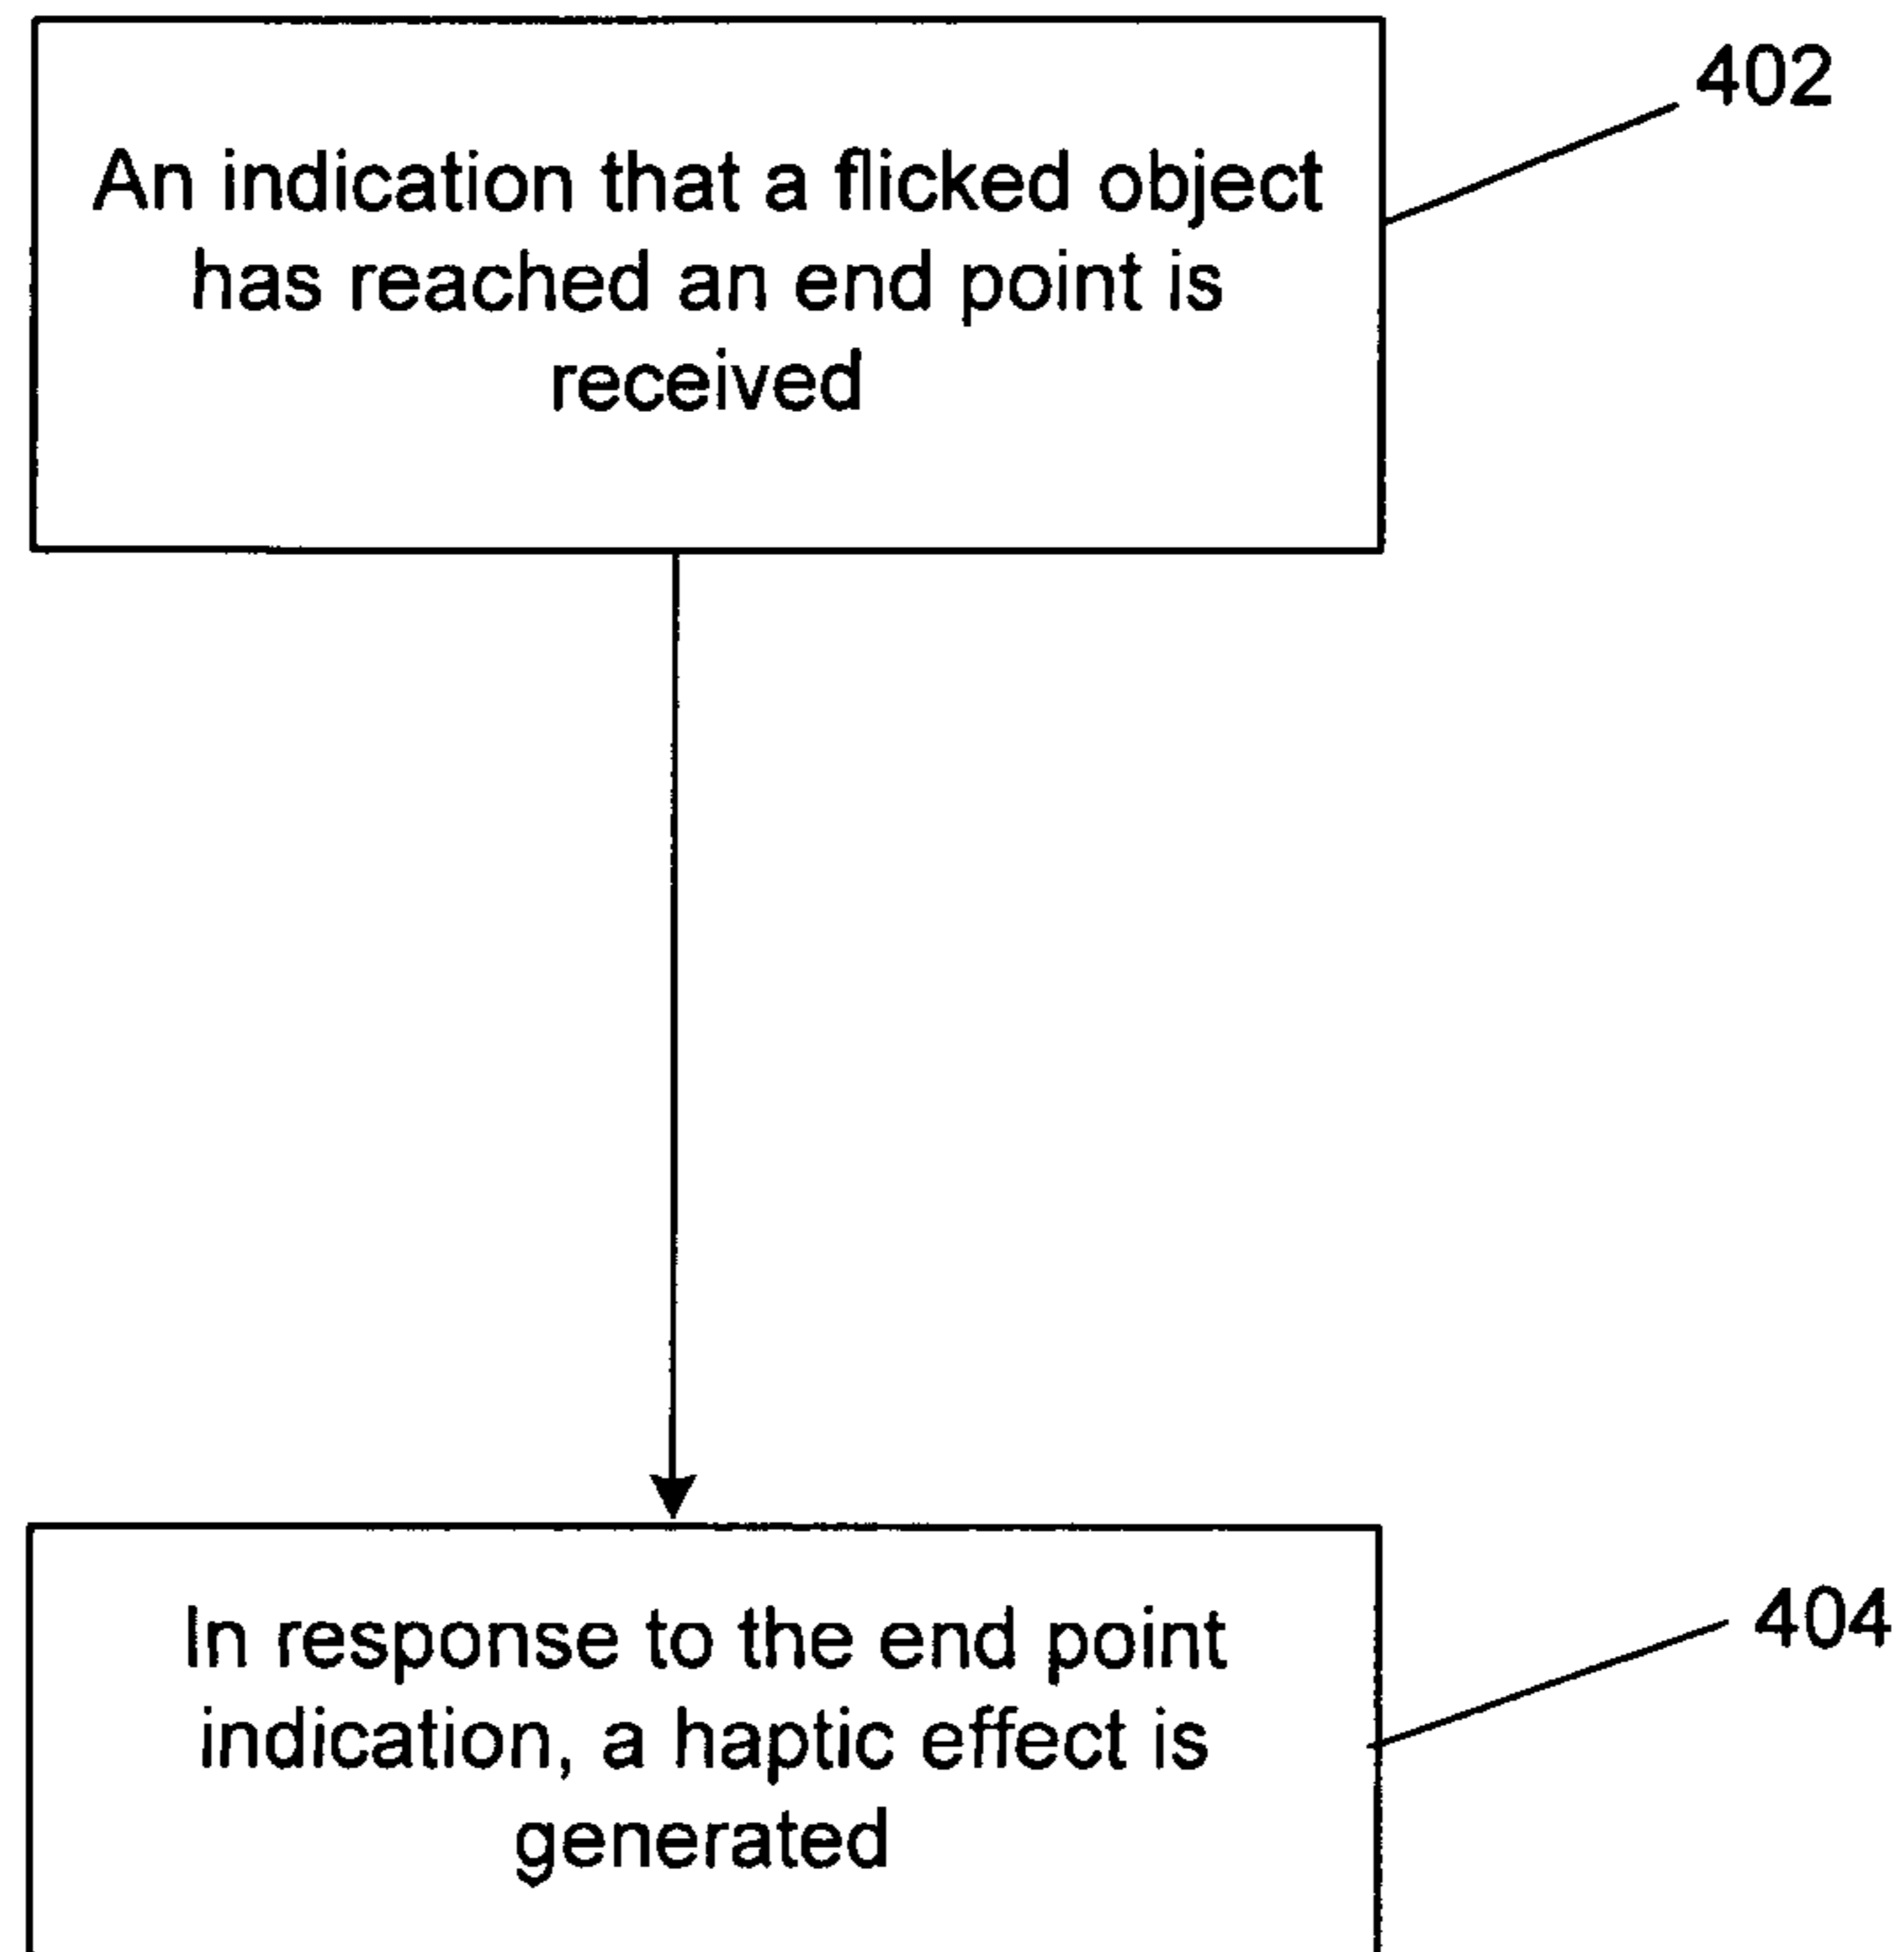 402
An indication that a flicked object
has reached an end point is
received
404
In response to the end point
indication, a haptic effect is
generated